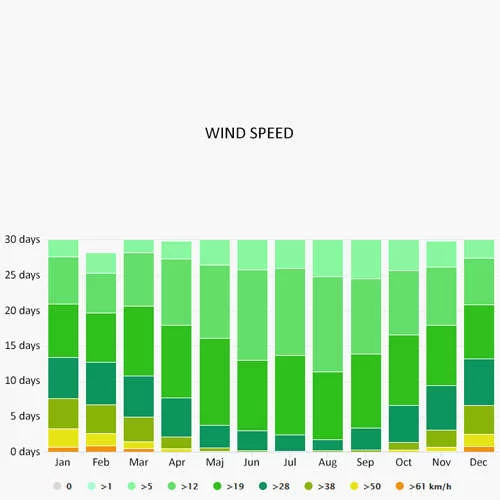 WIND SPEED
30 days
25 days
20 days
15 days
10 days
5 days
0 days
Jan Feb Mar Apr Maj Jun Jul Aug Sep Oct Nov Dec
0 >1 >5 >12 >19 >28 >38 >50 >61 km/h